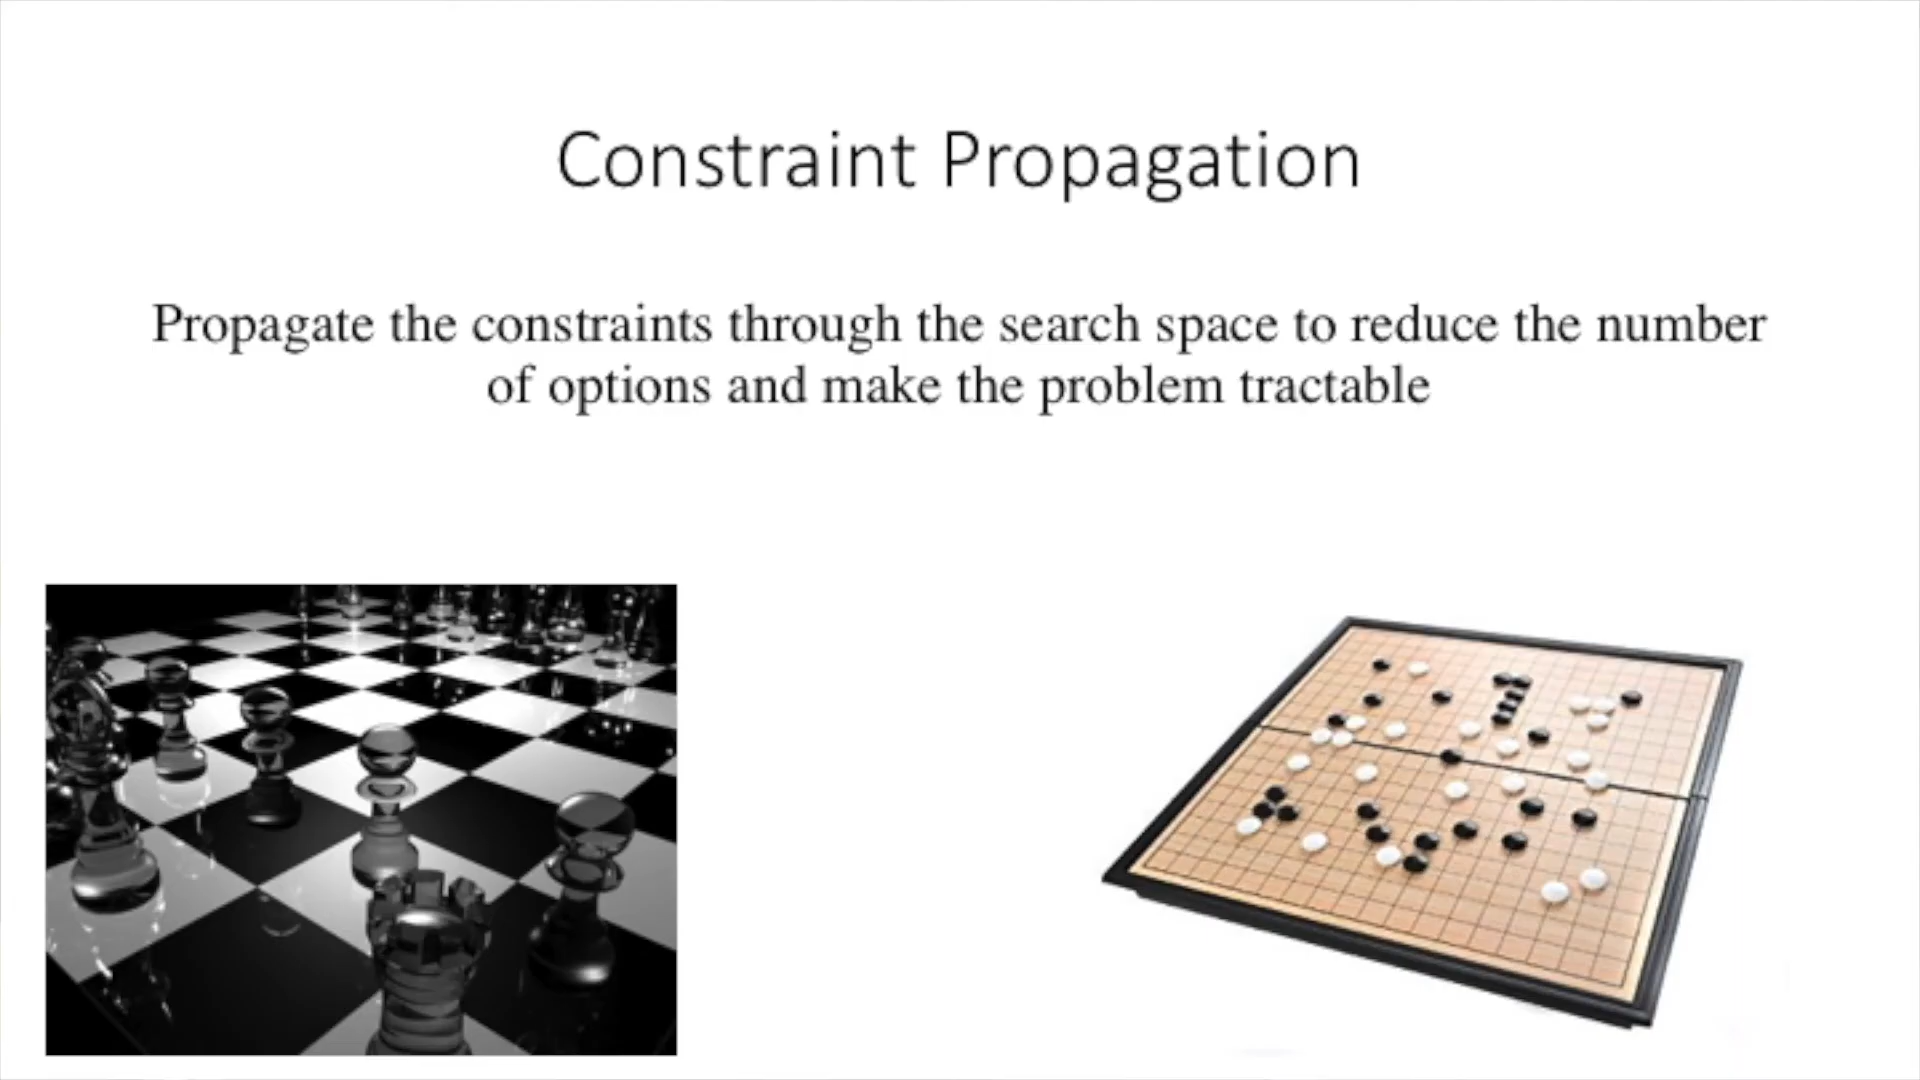 Constraint Propagation
Propagate the constraints through the search space to reduce the number
of options and make the problem tractable